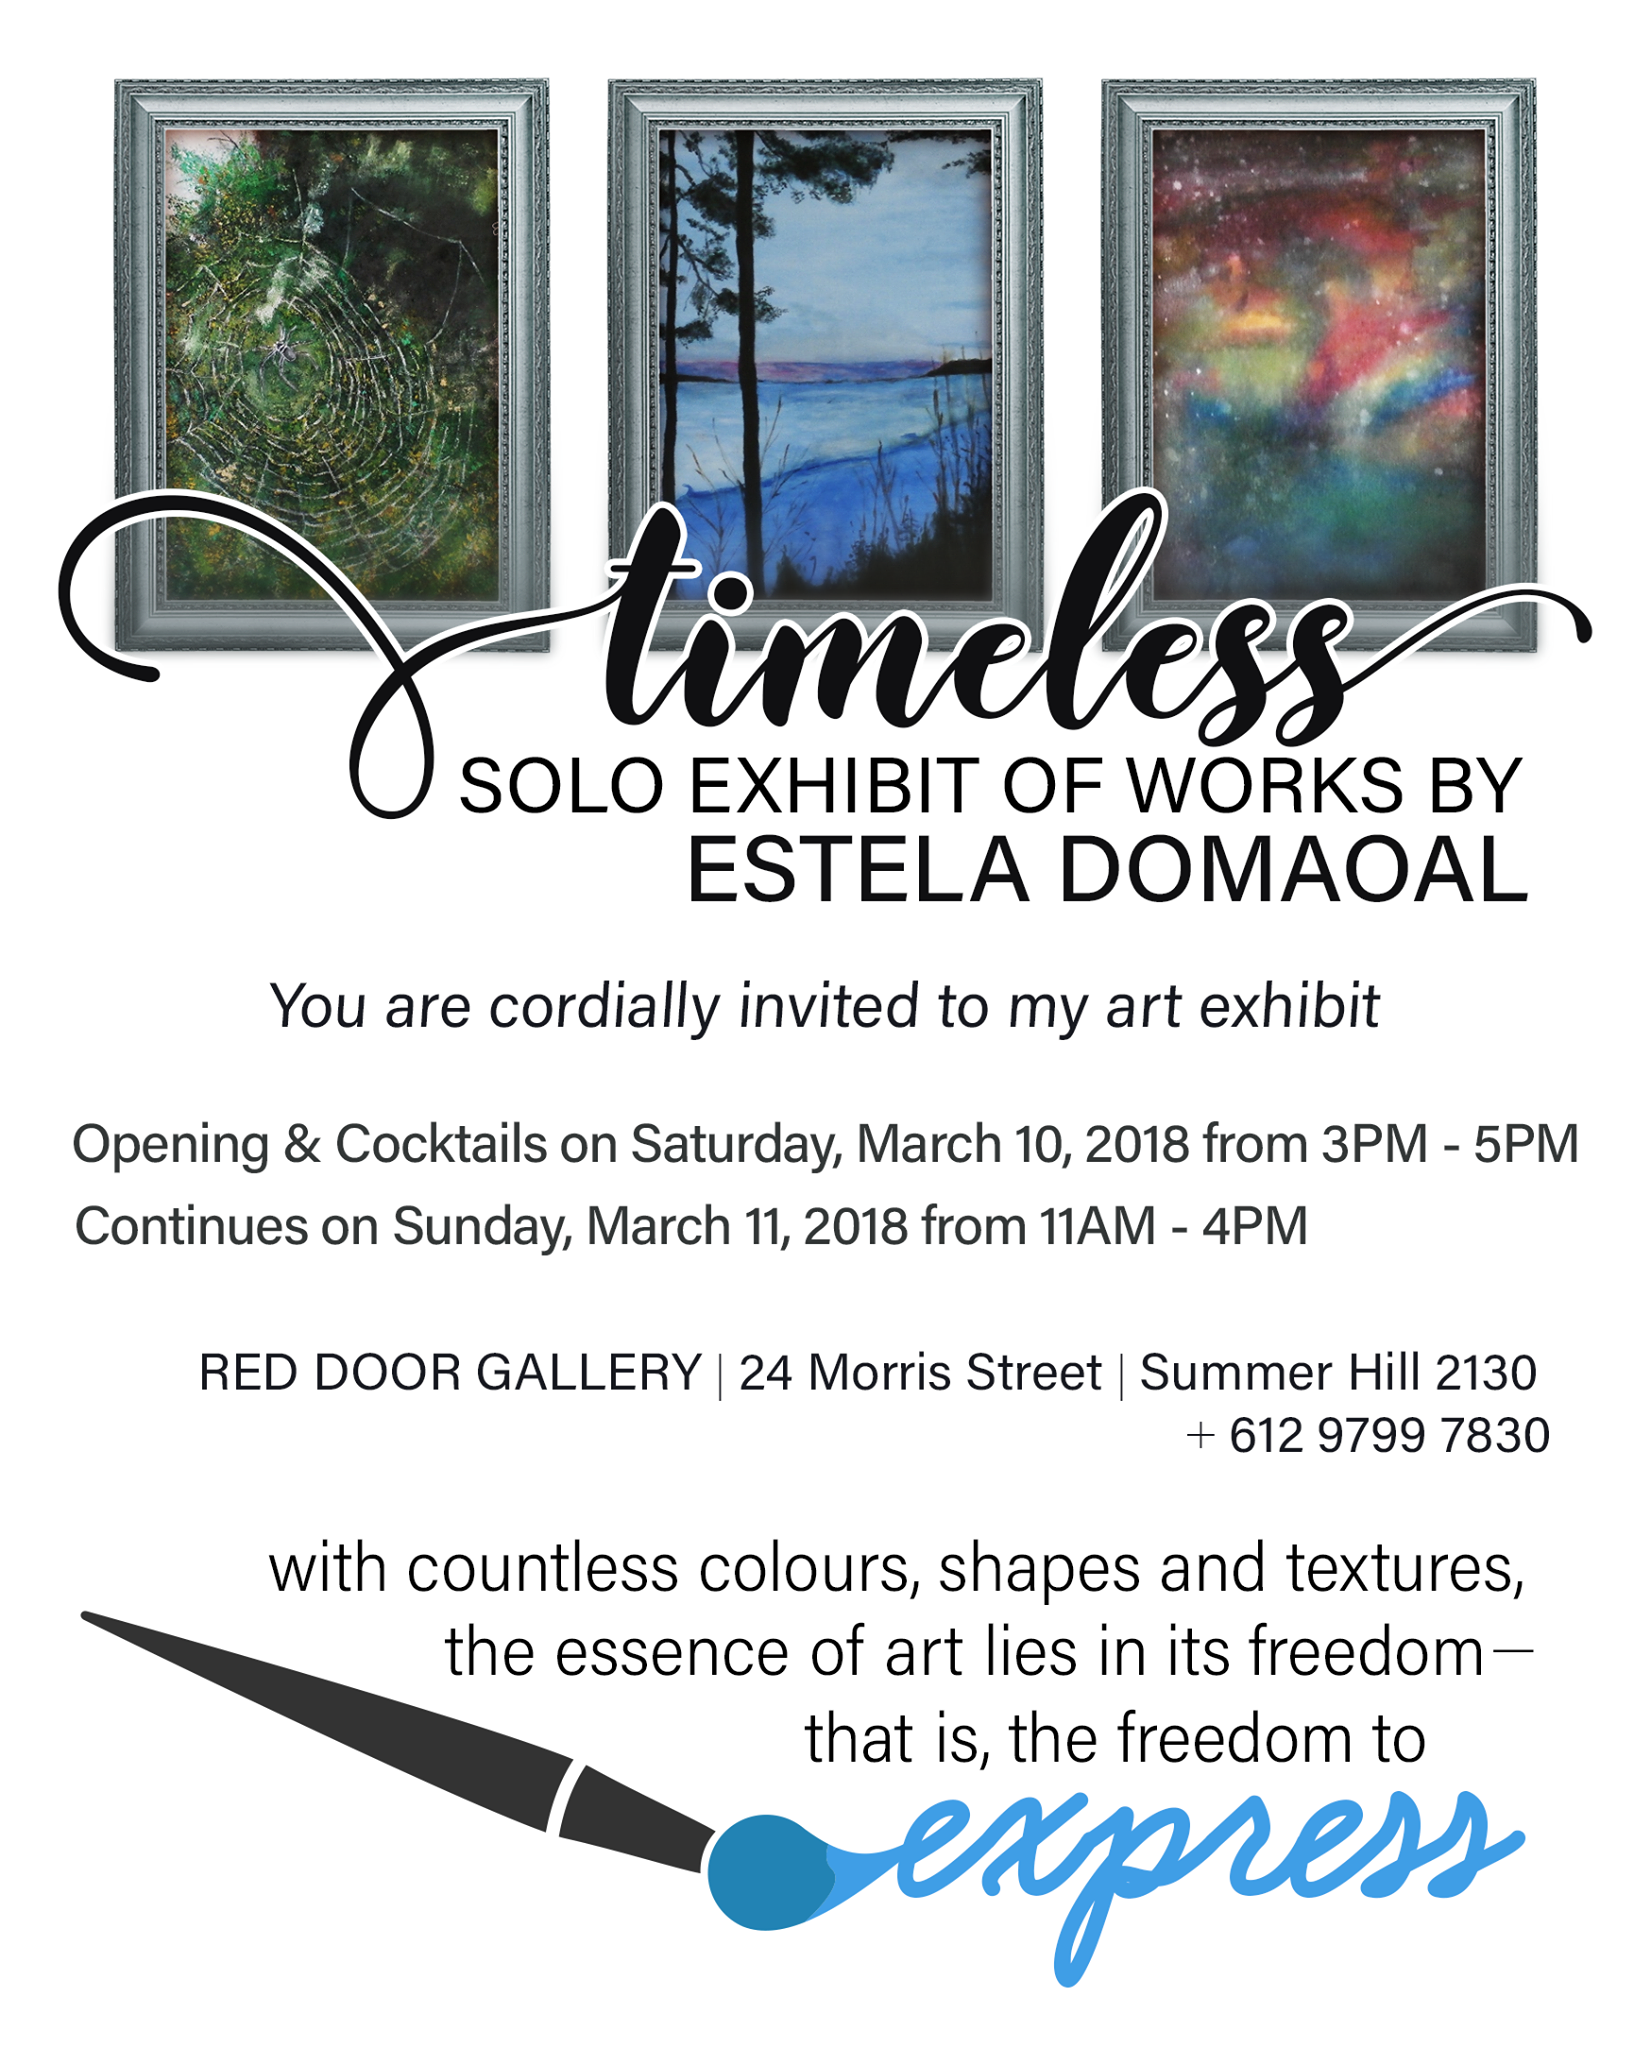 timeless
SOLO EXHIBIT OF WORKS BY
ESTELA DOMAOAL
You are cordially invited to my art exhibit
Opening & Cocktails on Saturday, March 10, 2018 from 3PM - 5PM
Continues on Sunday, March 11, 2018 from 11AM - 4PM
RED DOOR GALLERY | 24 Morris Street | Summer Hill 2130
+ 612 9799 7830
with countless colours, shapes and textures,
the essence of art lies in its freedom—
that is, the freedom to
express